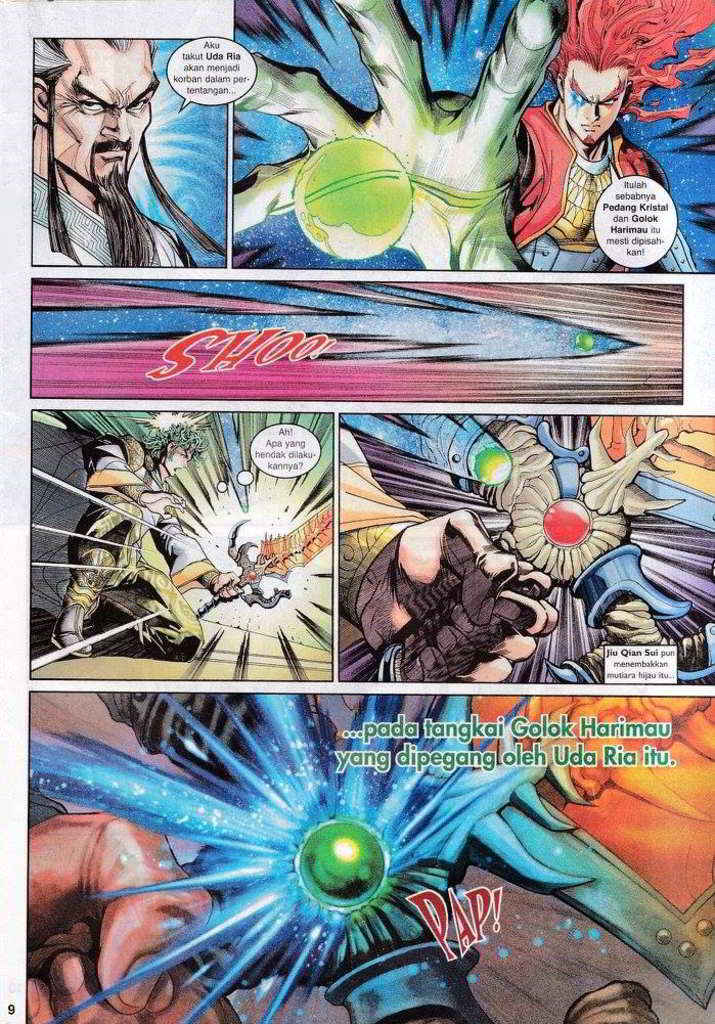 Aku
takut Uda Ria
akan menjadi
korban dalam per-
tentangan...
Itulah
sebabnya
Pedang Kristal
dan Golok
Harimau itu
mesti dipisah-
kan!
SHOO!
Ah!
Apa yang
hendak dilaku-
kannya?
Jiu Qian Sui pun
menembakkan
mutiara hijau itu...
...pada tangkai Golok Harimau
yang dipegang oleh Uda Ria itu.
PAP!
9